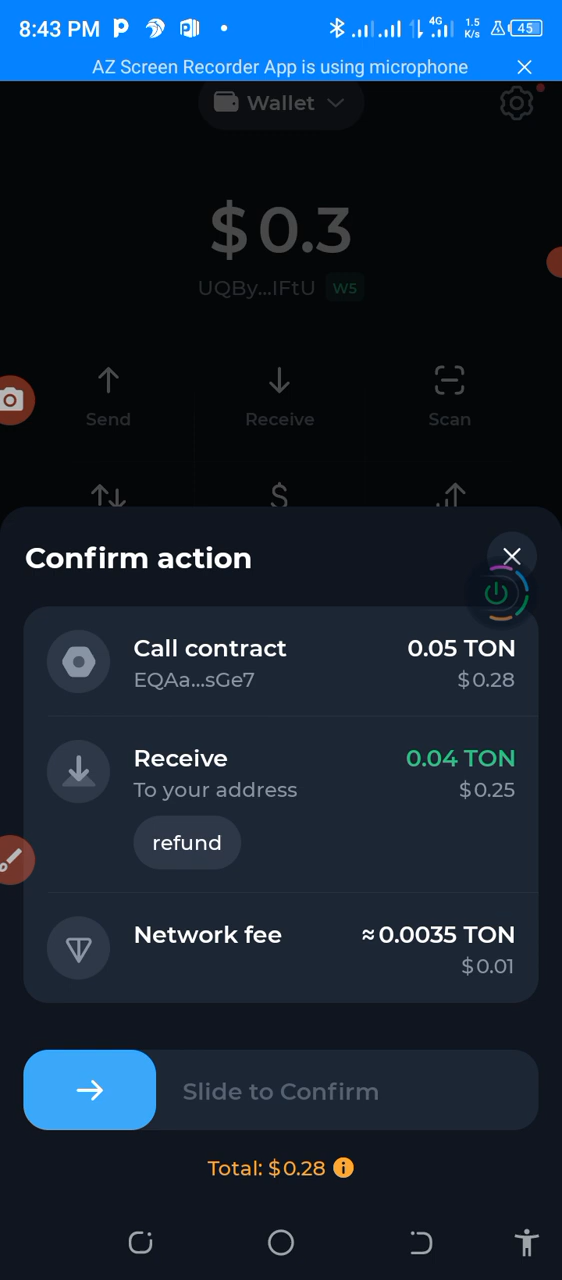 8:43 PM
4G
1.5
K/s
45
AZ Screen Recorder App is using microphone
Wallet
$ 0.3
UQBy...IFtU W5
Send
Receive
Scan
Confirm action
Call contract 0.05 TON
EQAa...sGe7 $ 0.28
Receive 0.04 TON
To your address $ 0.25
refund
Network fee ≈ 0.0035 TON
$ 0.01
Slide to Confirm
Total: $ 0.28